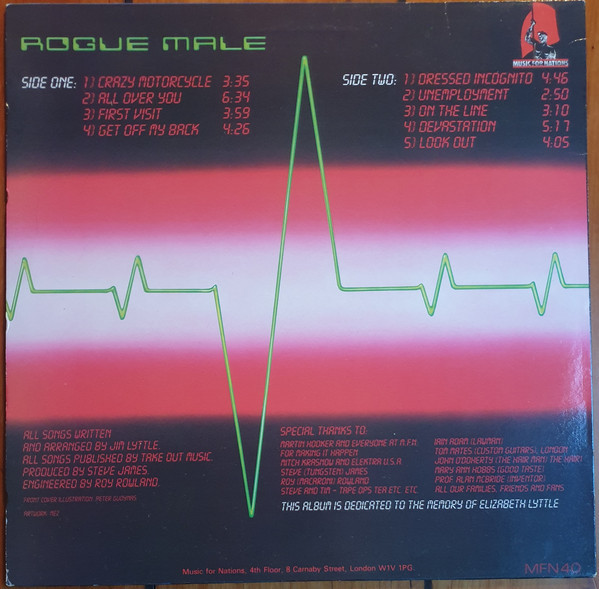 ROGUE MALE
MUSIC FOR NATIONS
SIDE ONE: 1) CRAZY MOTORCYCLE 3:35
2) ALL OVER YOU 6:34
3) FIRST VISIT 3:59
4) GET OFF MY BACK 4:26
SIDE TWO: 1) DRESSED INCOGNITO 4:46
2) UNEMPLOYMENT 2:50
3) ON THE LINE 3:10
4) DEVASTATION 5:17
5) LOOK OUT 4:05
ALL SONGS WRITTEN
AND ARRANGED BY JIM LYTTLE.
ALL SONGS PUBLISHED BY TAKE OUT MUSIC.
PRODUCED BY STEVE JAMES.
ENGINEERED BY ROY ROWLAND.
FRONT COVER ILLUSTRATION: PETER
ARTWORK:
SPECIAL THANKS TO:
MARTIN HOOKER AND EVERYONE AT M.F.N.
FOR MAKING IT HAPPEN
MITCH KRASNOW AND ELEKTRA U.S.A.
STEVE (TUNGSTEN) JAMES
ROY (MACARONI) ROWLAND
STEVE AND TIM - TAPE OPS TEA ETC. ETC.
IAIN ADAM (LAWMAN)
TOM MATES (CUSTOM GUITARS), LONDON
JOHN O'DOHERTY (THE HAIR MAN) THE HAIRY
MARY ANN HOBBS (GOOD TASTE)
PROF. ALAN MCBRIDE (INVENTOR)
ALL OUR FAMILIES, FRIENDS AND FANS
THIS ALBUM IS DEDICATED TO THE MEMORY OF ELIZABETH LYTTLE
Music for Nations, 4th Floor, 8 Carnaby Street, London W1V 1PG.
MFN 40